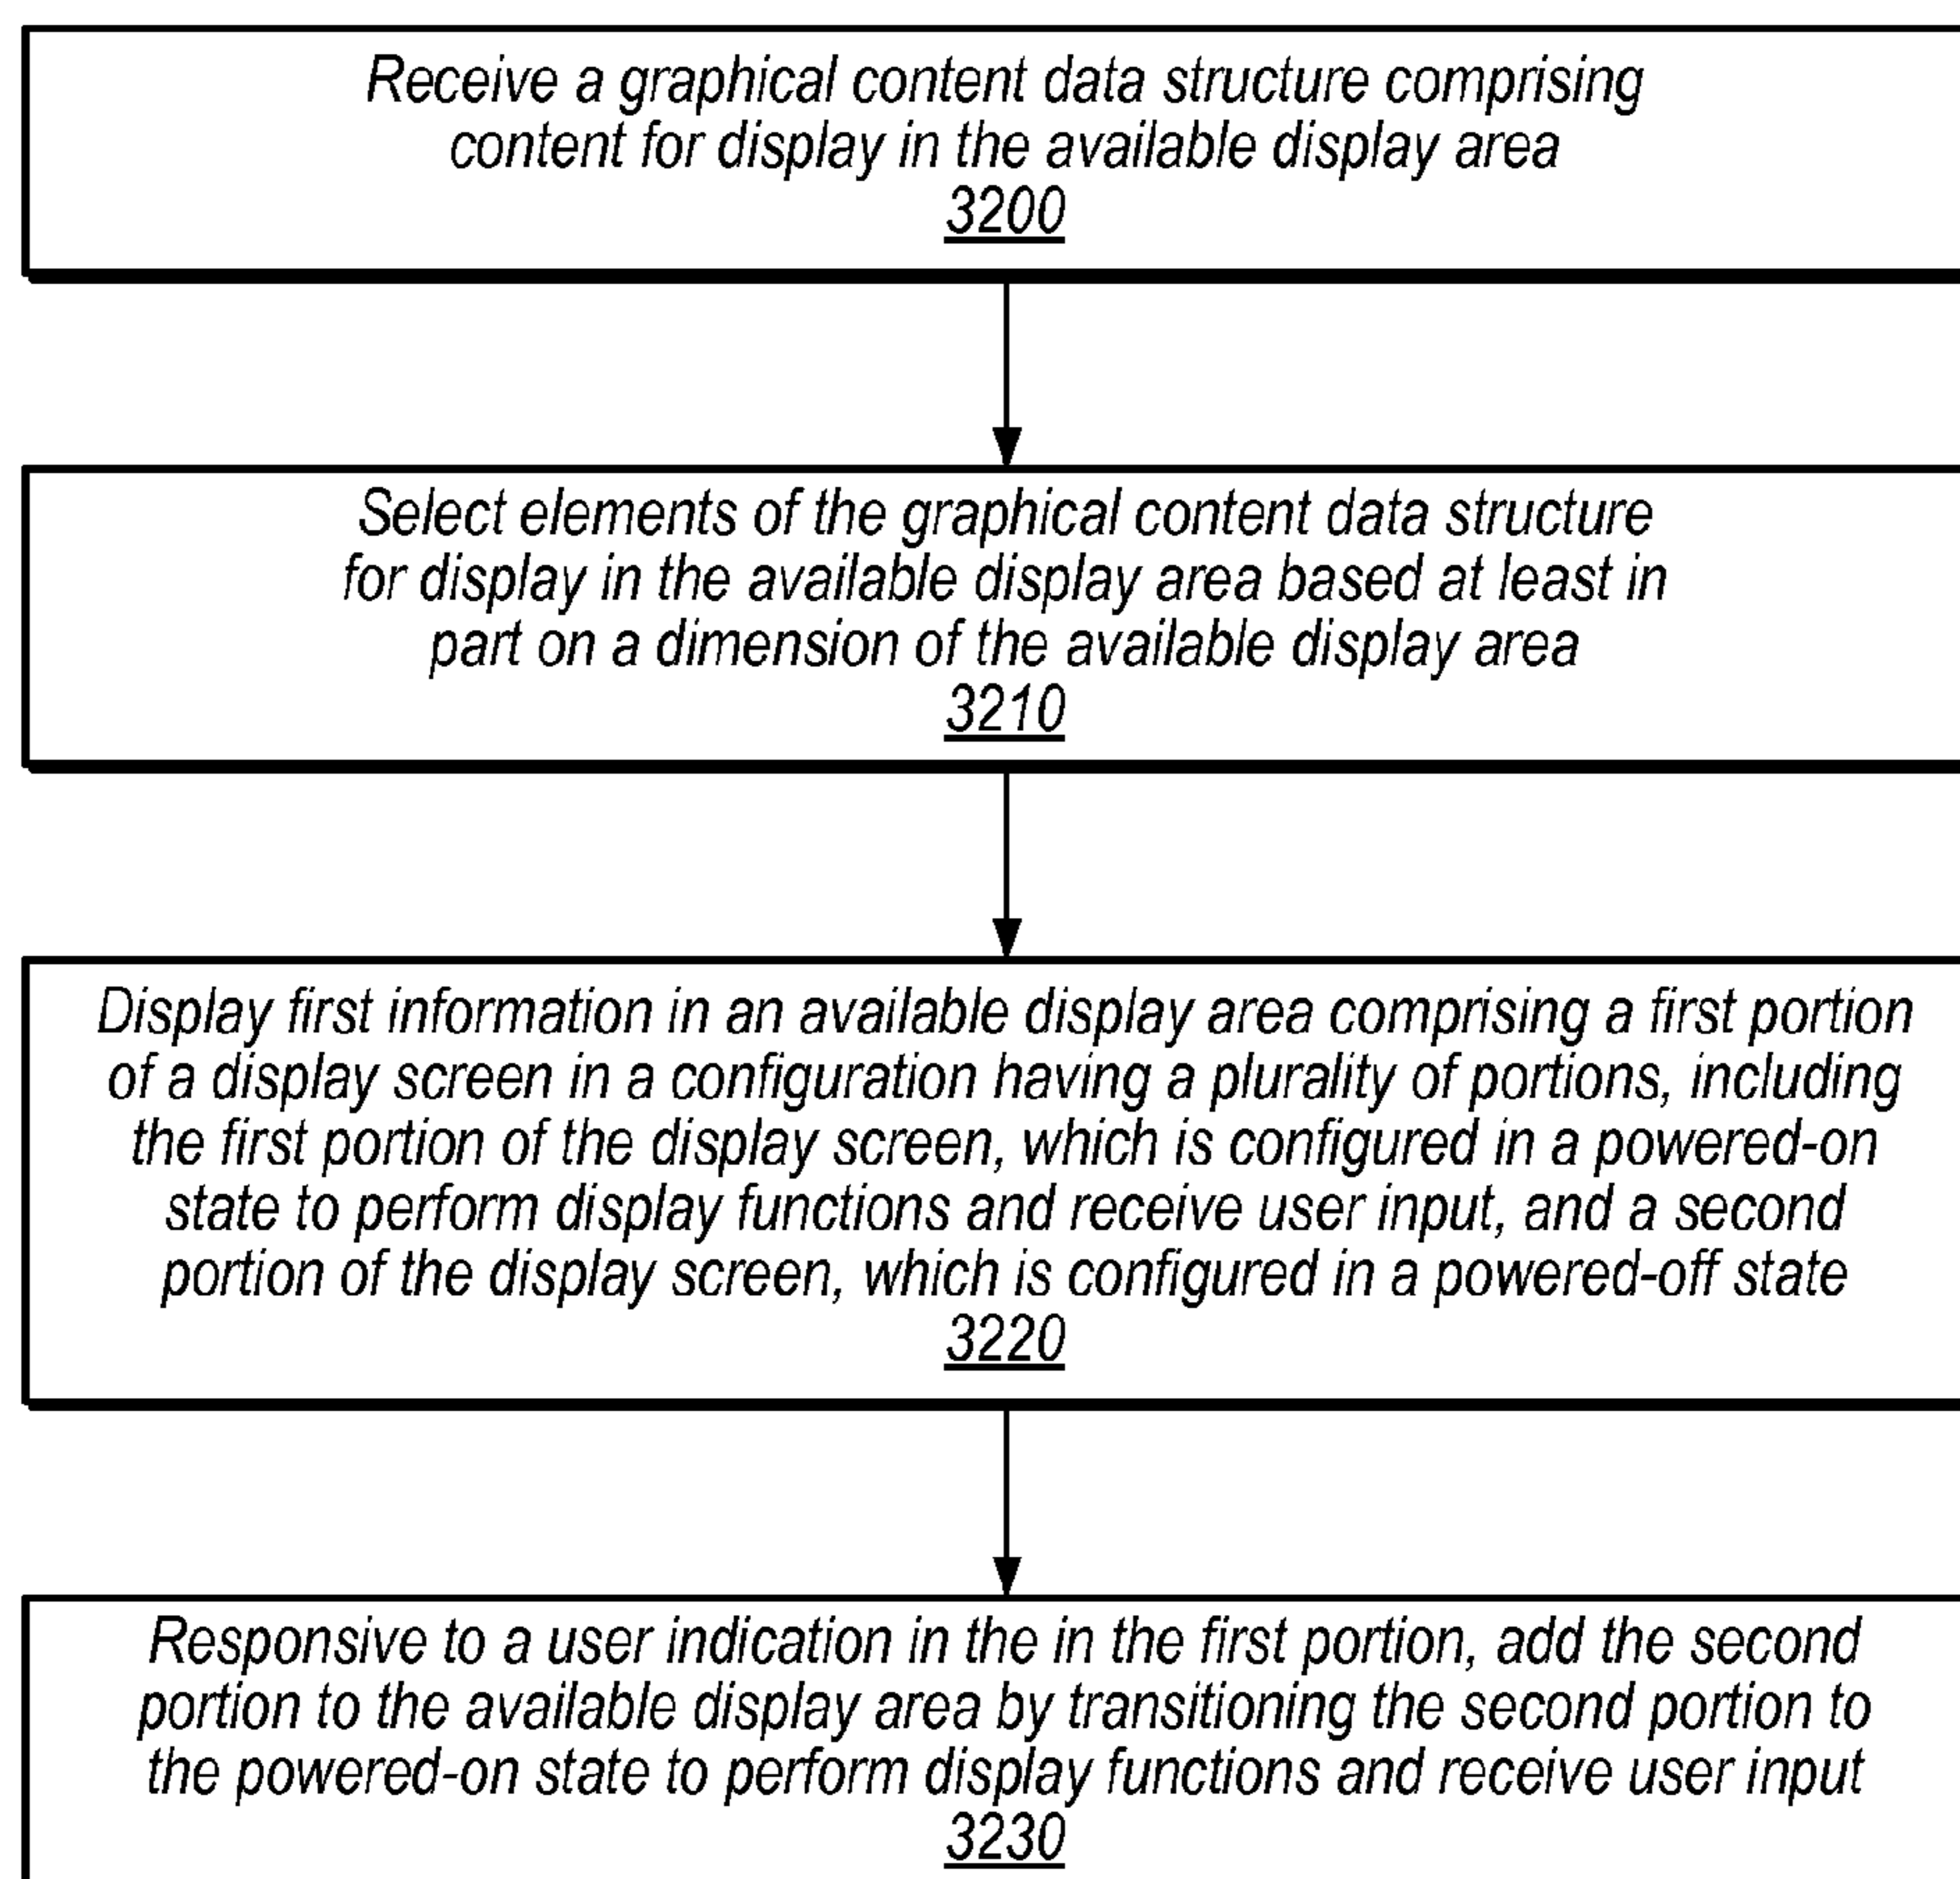 Receive a graphical content data structure comprising
content for display in the available display area
3200
Select elements of the graphical content data structure
for display in the available display area based at least in
part on a dimension of the available display area
3210
Display first information in an available display area comprising a first portion
of a display screen in a configuration having a plurality of portions, including
the first portion of the display screen, which is configured in a powered-on
state to perform display functions and receive user input, and a second
portion of the display screen, which is configured in a powered-off state
3220
Responsive to a user indication in the in the first portion, add the second
portion to the available display area by transitioning the second portion to
the powered-on state to perform display functions and receive user input
3230